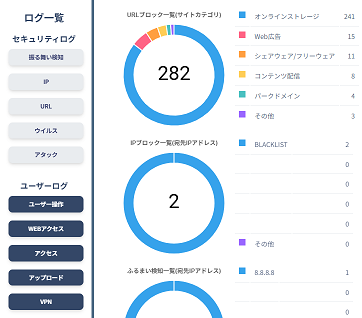 ログ一覧
セキュリティログ
振る舞い検知
IP
URL
ウイルス
アタック
ユーザーログ
ユーザー操作
WEBアクセス
アクセス
アップロード
VPN
URLブロック一覧(サイトカテゴリ)
282
オンラインストレージ 241
Web広告 15
シェアウェア/フリーウェア 11
コンテンツ配信 8
パークドメイン 4
その他 3
IPブロック一覧(宛先IPアドレス)
2
BLACKLIST 2
0
0
0
0
その他 0
ふるまい検知一覧(宛先IPアドレス)
8.8.8.8 1
0
0